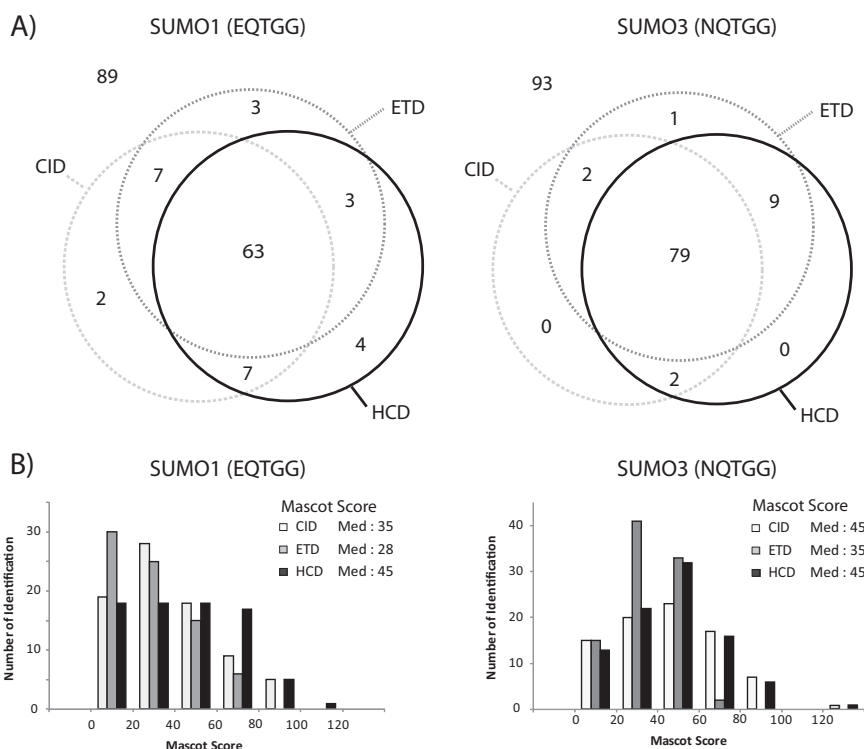 A)
SUMO1 (EQTGG)
SUMO3 (NQTGG)
89
3
ETD
CID
7
3
63
2
4
7
HCD
93
1
ETD
CID
2
9
79
0
0
2
HCD
B)
SUMO1 (EQTGG)
Mascot Score
CID Med : 35
ETD Med : 28
HCD Med : 45
Number of Identification
30
20
10
0
0 20 40 60 80 100 120
Mascot Score
SUMO3 (NQTGG)
Mascot Score
CID Med : 45
ETD Med : 35
HCD Med : 45
Number of Identification
40
30
20
10
0
0 20 40 60 80 100 120
Mascot Score